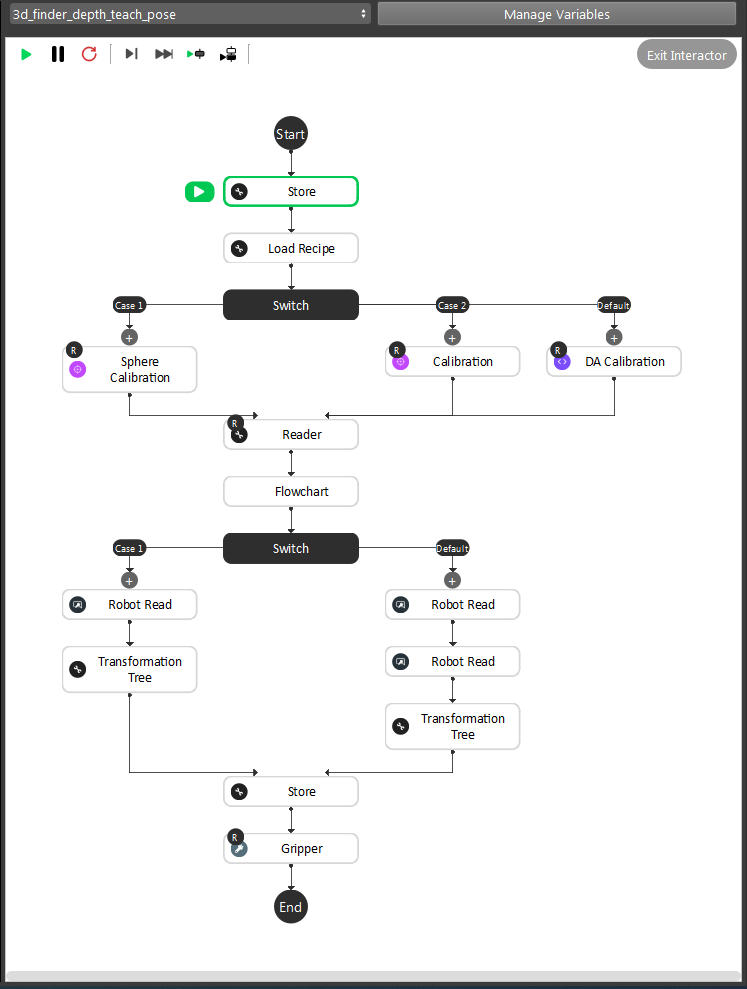 3d_finder_depth_teach_pose
Manage Variables
Exit Interactor
Start
Store
Load Recipe
Switch
Case 1
Case 2
Default
R
Sphere
Calibration
R
Calibration
R
DA Calibration
R
Reader
Flowchart
Switch
Case 1
Default
Robot Read
Robot Read
Transformation
Tree
Robot Read
Transformation
Tree
Store
R
Gripper
End